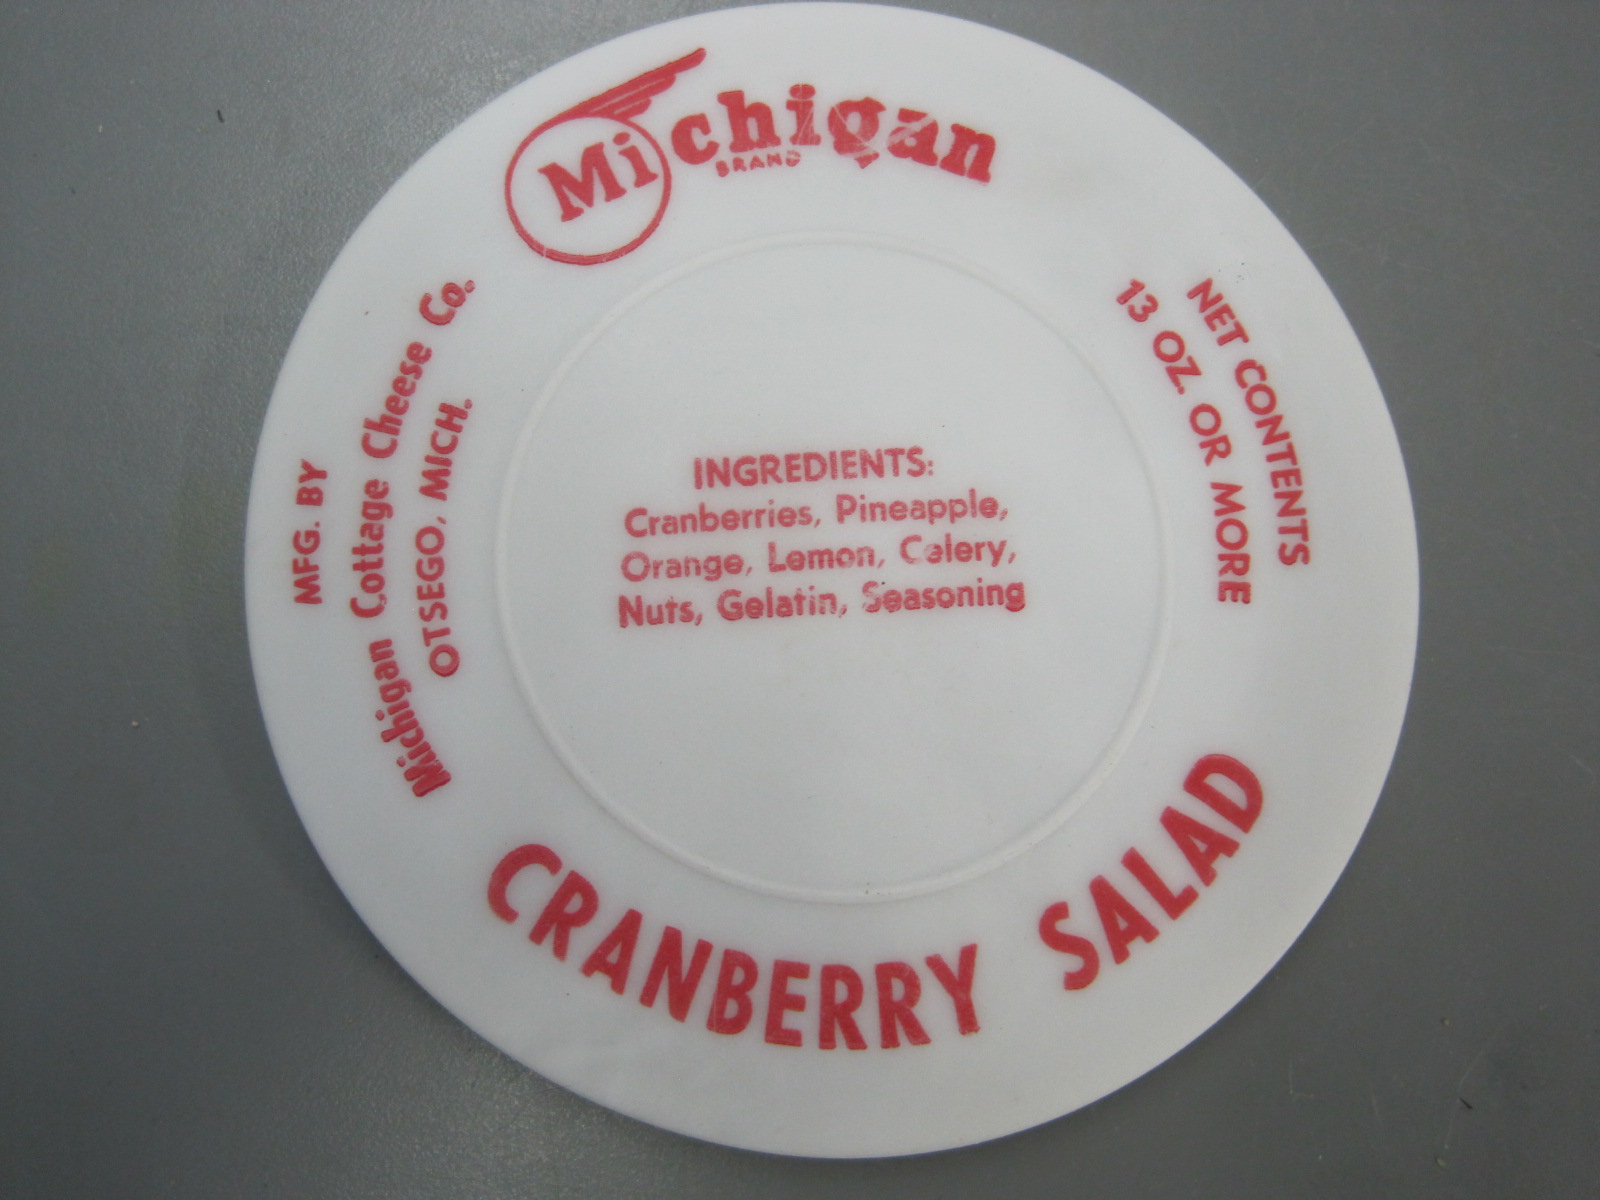 Michigan
BRAND
NET CONTENTS
13 OZ. OR MORE
MFG. BY
Michigan Cottage Cheese Co.
OTSEGO, MICH.
INGREDIENTS:
Cranberries, Pineapple,
Orange, Lemon, Celery,
Nuts, Gelatin, Seasoning
CRANBERRY SALAD